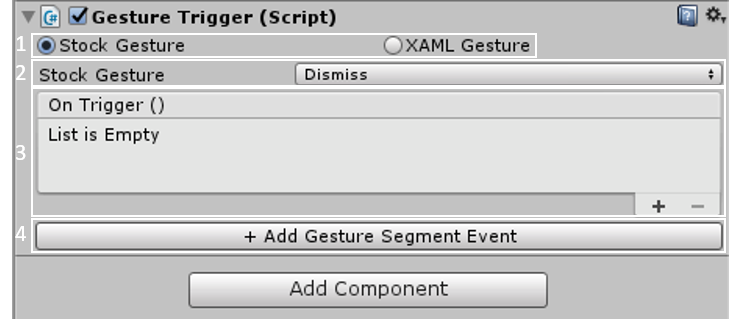 Gesture Trigger (Script)
1 Stock Gesture XAML Gesture
2 Stock Gesture Dismiss
On Trigger ()
List is Empty
3
+ −
4 + Add Gesture Segment Event
Add Component